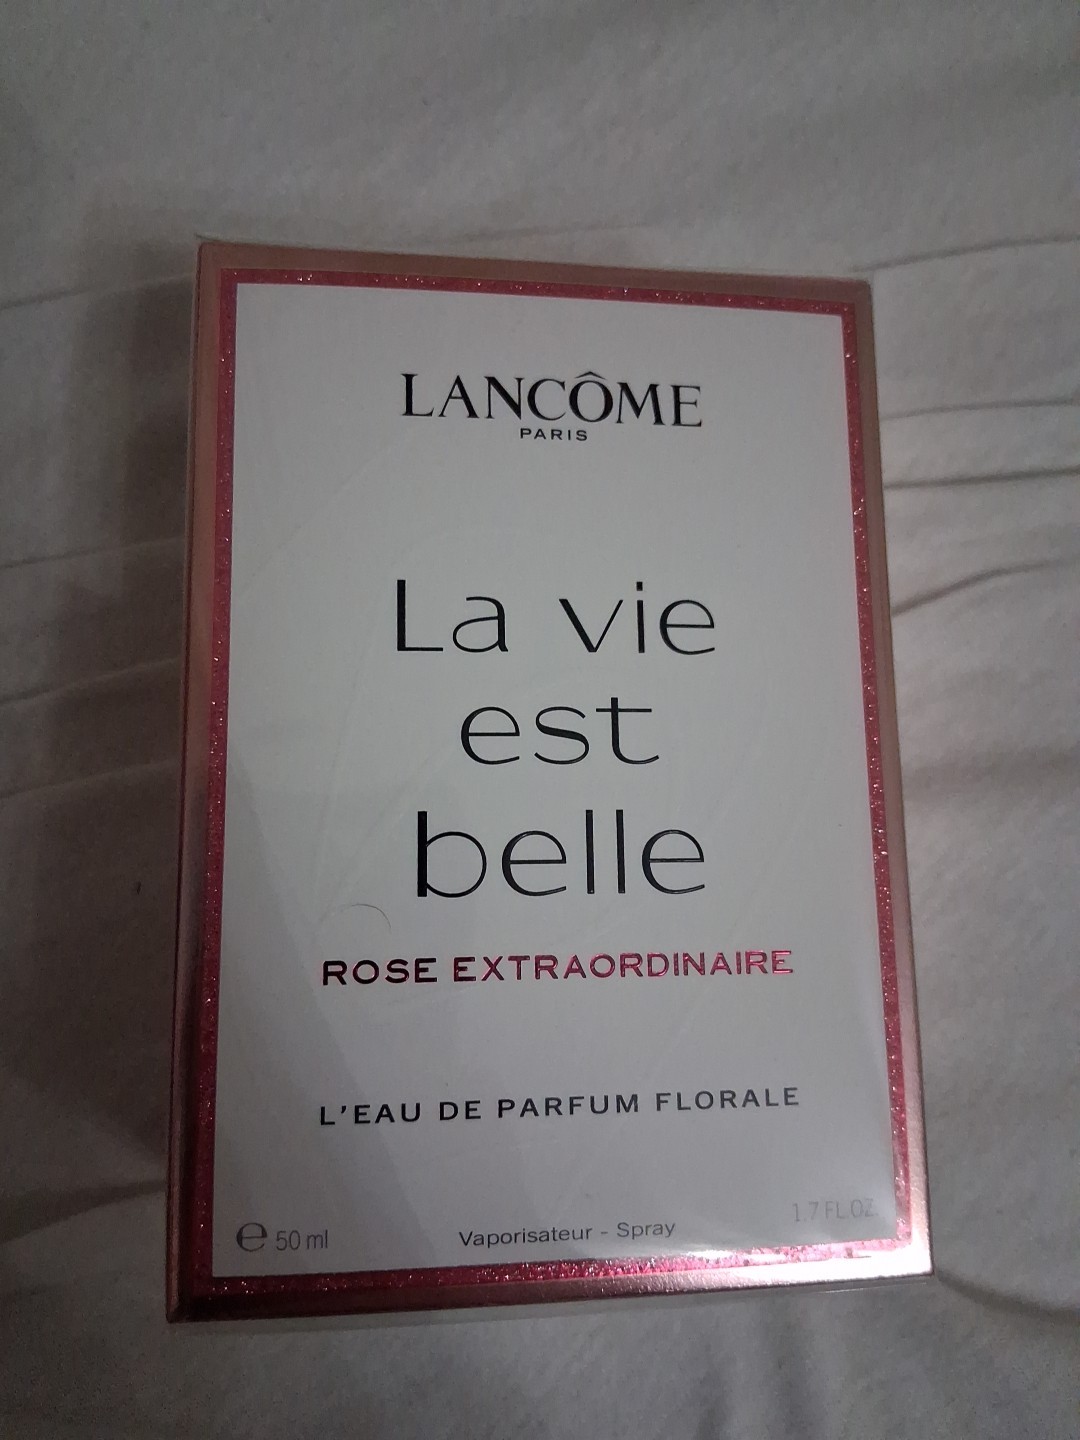 LANCÔME
PARIS
La vie
est
belle
ROSE EXTRAORDINAIRE
L'EAU DE PARFUM FLORALE
℮ 50 ml Vaporisateur - Spray 1.7 FL.OZ.